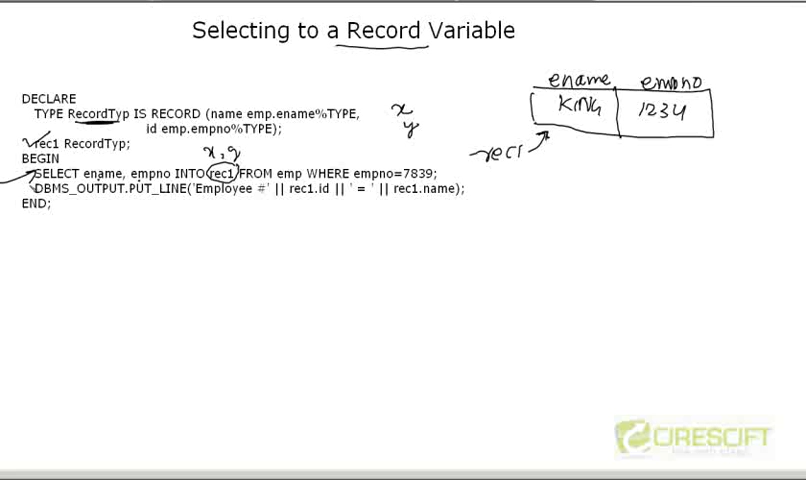 Selecting to a Record Variable
ename empno
KING 1234
DECLARE
TYPE RecordTyp IS RECORD (name emp.ename%TYPE,
x
id emp.empno%TYPE);
y
rec1 RecordTyp;
x, y
rec1
BEGIN
SELECT ename, empno INTO rec1 FROM emp WHERE empno=7839;
DBMS_OUTPUT.PUT_LINE('Employee #' || rec1.id || ' = ' || rec1.name);
END;
CIRESCIFT